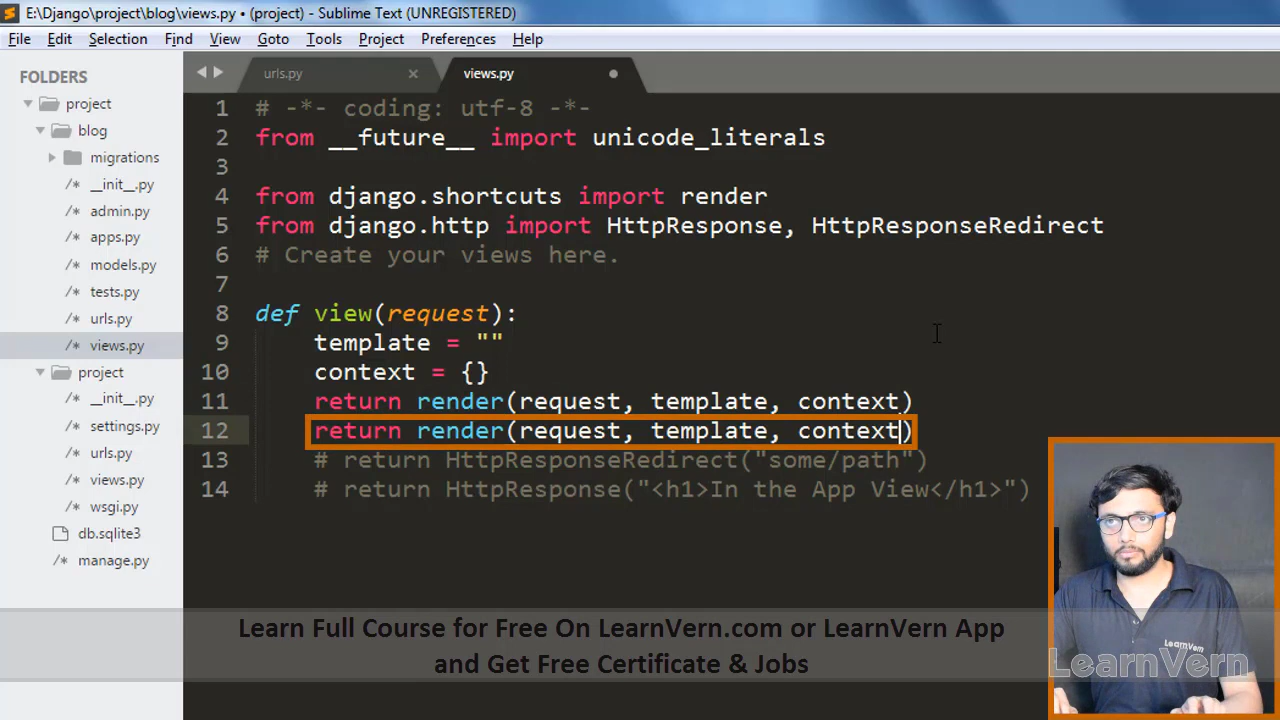 E:\Django\project\blog\views.py • (project) - Sublime Text (UNREGISTERED)
File Edit Selection Find View Goto Tools Project Preferences Help
FOLDERS
project
blog
migrations
/* __init__.py
/* admin.py
/* apps.py
/* models.py
/* tests.py
/* urls.py
/* views.py
project
/* __init__.py
/* settings.py
/* urls.py
/* views.py
/* wsgi.py
db.sqlite3
/* manage.py
urls.py × views.py
1 # -*- coding: utf-8 -*-
2 from __future__ import unicode_literals
3
4 from django.shortcuts import render
5 from django.http import HttpResponse, HttpResponseRedirect
6 # Create your views here.
7
8 def view(request):
9 template = ""
10 context = {}
11 return render(request, template, context)
12 return render(request, template, context)
13 # return HttpResponseRedirect("some/path")
14 # return HttpResponse("<h1>In the App View</h1>")
LearnVern
Learn Full Course for Free On LearnVern.com or LearnVern App
and Get Free Certificate & Jobs
LearnVern